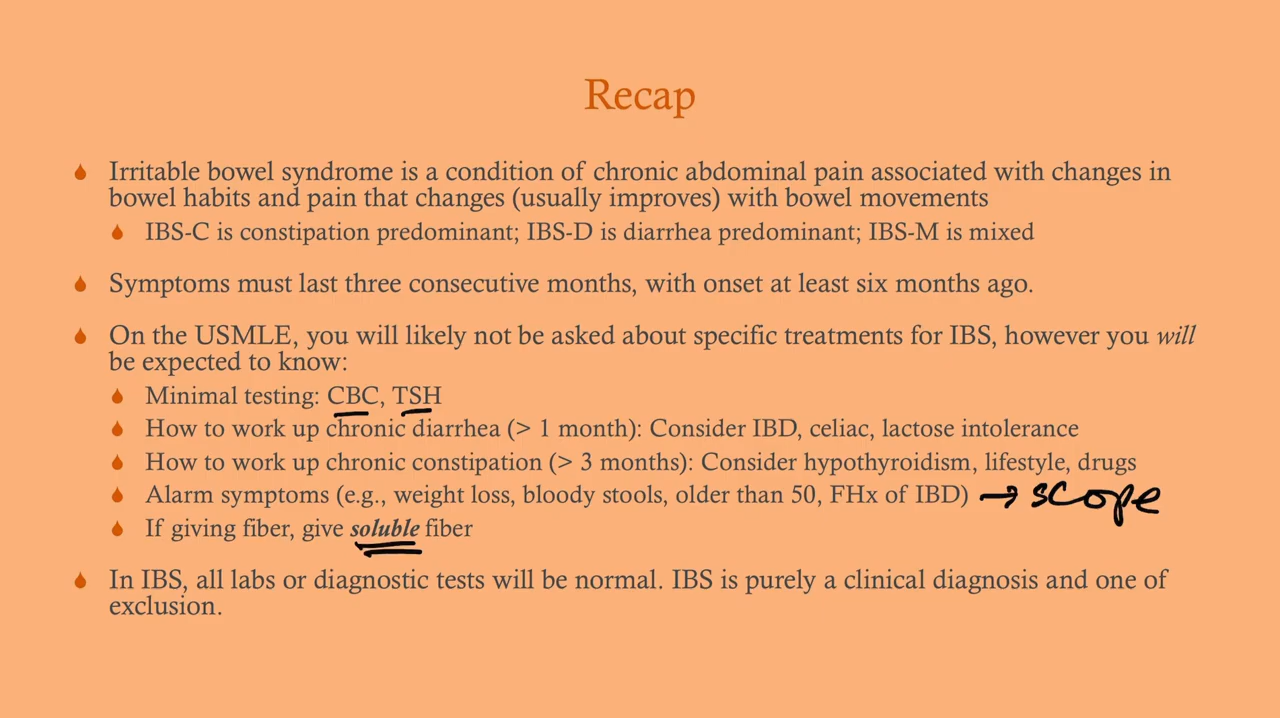 Recap
Irritable bowel syndrome is a condition of chronic abdominal pain associated with changes in
bowel habits and pain that changes (usually improves) with bowel movements
IBS-C is constipation predominant; IBS-D is diarrhea predominant; IBS-M is mixed
Symptoms must last three consecutive months, with onset at least six months ago.
On the USMLE, you will likely not be asked about specific treatments for IBS, however you will
be expected to know:
Minimal testing: CBC, TSH
How to work up chronic diarrhea (> 1 month): Consider IBD, celiac, lactose intolerance
How to work up chronic constipation (> 3 months): Consider hypothyroidism, lifestyle, drugs
Alarm symptoms (e.g., weight loss, bloody stools, older than 50, FHx of IBD) → scope
If giving fiber, give soluble fiber
In IBS, all labs or diagnostic tests will be normal. IBS is purely a clinical diagnosis and one of
exclusion.